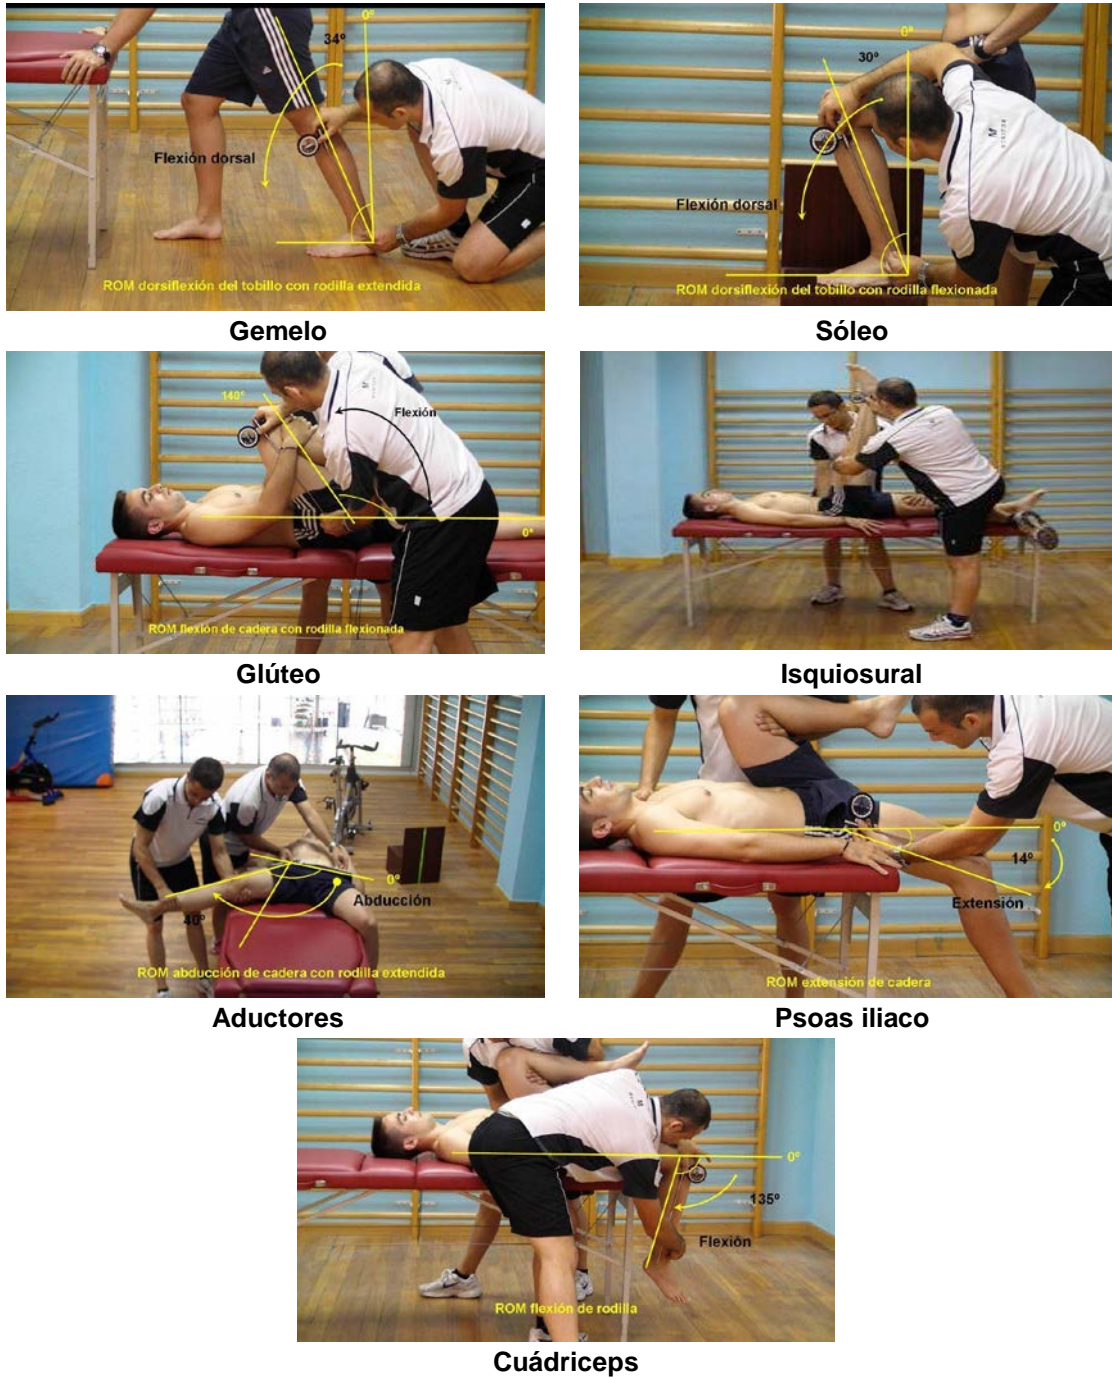 0º
34º
Flexión dorsal
ROM dorsiflexión del tobillo con rodilla extendida
Gemelo
0º
30º
Flexión dorsal
ROM dorsiflexión del tobillo con rodilla flexionada
Sóleo
140°
Flexión
0°
ROM flexión de cadera con rodilla flexionada
Glúteo
Isquiosural
0º
Abducción
40º
ROM abducción de cadera con rodilla extendida
Aductores
0º
14º
Extensión
ROM extensión de cadera
Psoas iliaco
0º
135º
Flexión
ROM flexión de rodilla
Cuádriceps